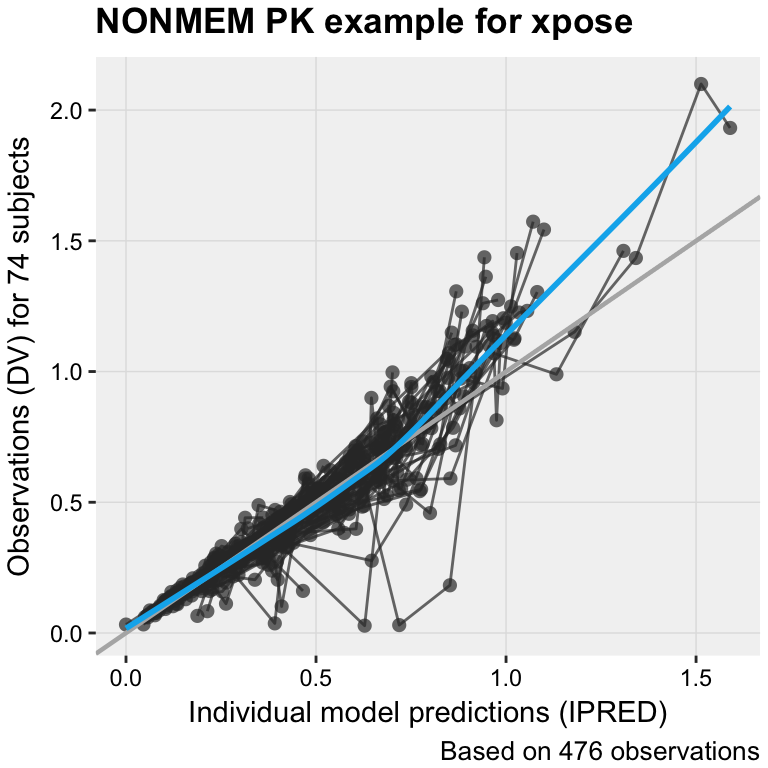 NONMEM PK example for xpose
Observations (DV) for 74 subjects
2.0
1.5
1.0
0.5
0.0
0.0 0.5 1.0 1.5
Individual model predictions (IPRED)
Based on 476 observations